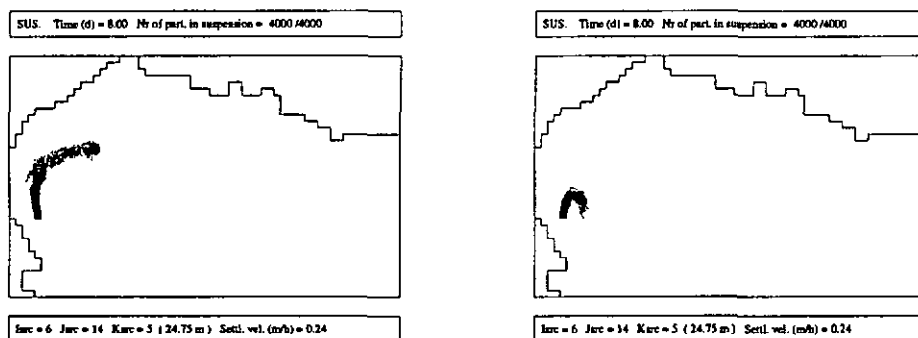 SUS. Time (d) = 8.00 Nr of part. in suspension = 4000 /4000
SUS. Time (d) = 8.00 Nr of part. in suspension = 4000 /4000
Isrc = 6 Jsrc = 14 Ksrc = 5 ( 24.75 m ) Settl. vel. (m/h) = 0.24
Isrc = 6 Jsrc = 14 Ksrc = 5 ( 24.75 m ) Settl. vel. (m/h) = 0.24